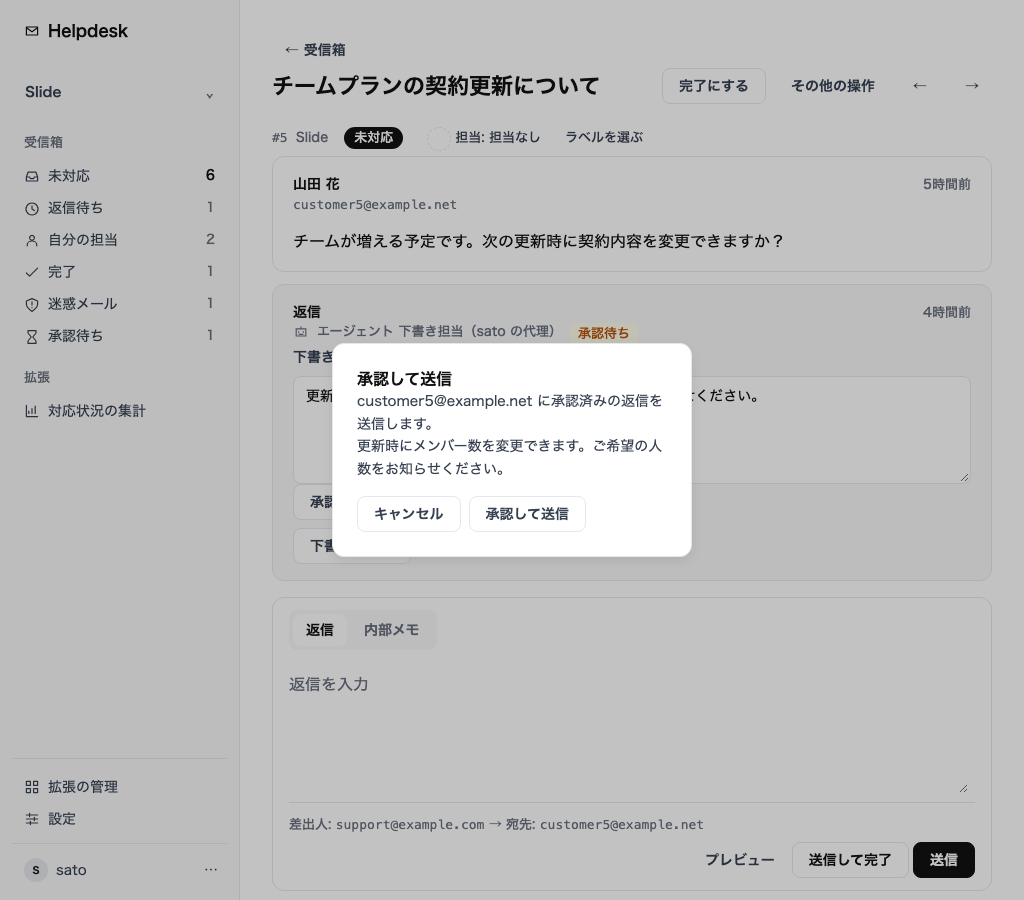 Helpdesk
Slide
受信箱
未対応 6
返信待ち 1
自分の担当 2
完了 1
迷惑メール 1
承認待ち 1
拡張
対応状況の集計
拡張の管理
設定
S sato ...
← 受信箱
チームプランの契約更新について
完了にする その他の操作 ← →
#5 Slide 未対応 担当: 担当なし ラベルを選ぶ
山田 花 5時間前
customer5@example.net
チームが増える予定です。次の更新時に契約内容を変更できますか？
返信 4時間前
エージェント 下書き担当（sato の代理） 承認待ち
下書き
更新 ください。
承認して送信
customer5@example.net に承認済みの返信を
送信します。
更新時にメンバー数を変更できます。ご希望の人
数をお知らせください。
キャンセル 承認して送信
承認
下書
返信 内部メモ
返信を入力
差出人: support@example.com → 宛先: customer5@example.net
プレビュー 送信して完了 送信